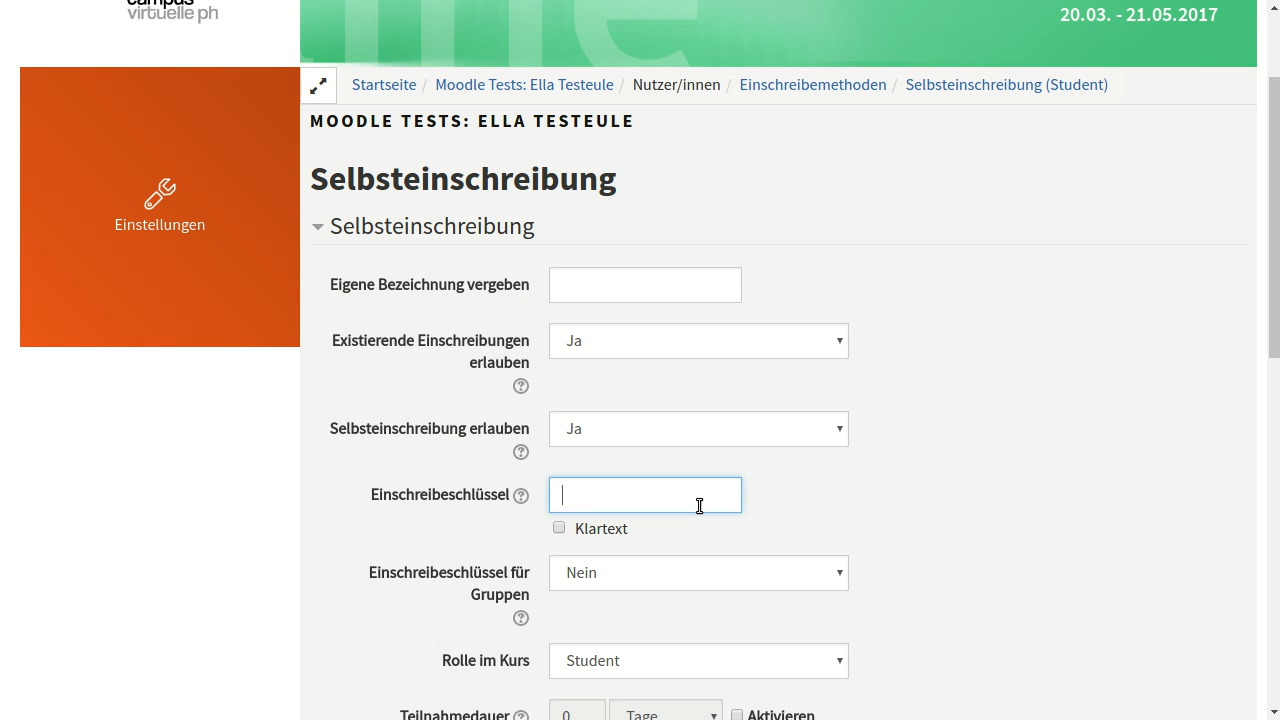 campus
virtuelle ph
20.03. - 21.05.2017
Startseite / Moodle Tests: Ella Testeule / Nutzer/innen / Einschreibemethoden / Selbsteinschreibung (Student)
MOODLE TESTS: ELLA TESTEULE
Einstellungen
Selbsteinschreibung
Selbsteinschreibung
Eigene Bezeichnung vergeben
Existierende Einschreibungen erlauben Ja
Selbsteinschreibung erlauben Ja
Einschreibeschlüssel
Klartext
Einschreibeschlüssel für Gruppen Nein
Rolle im Kurs Student
Teilnahmedauer 0 Tage Aktivieren